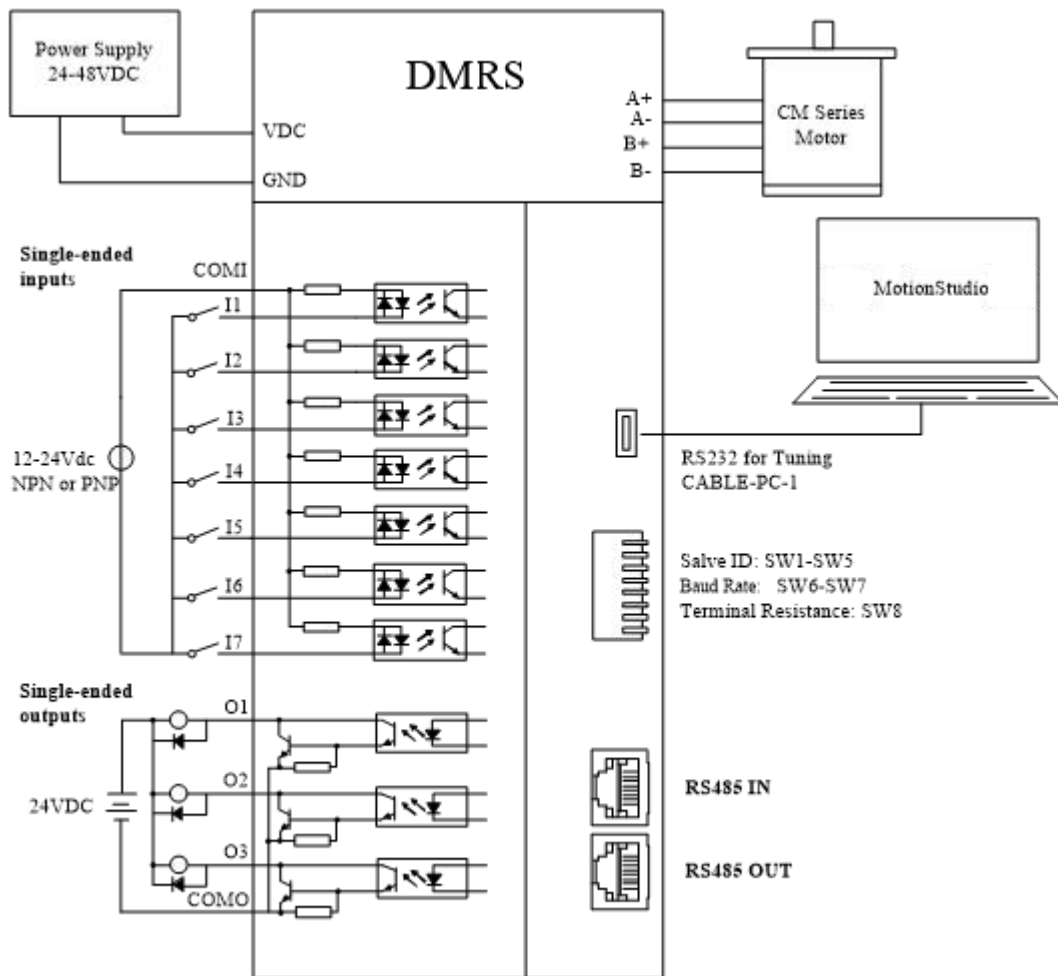 Power Supply
24-48VDC
DMRS
VDC
GND
A+
A-
B+
B-
CM Series
Motor
Single-ended
inputs
COMI
I1
I2
I3
I4
I5
I6
I7
12-24Vdc
NPN or PNP
MotionStudio
RS232 for Tuning
CABLE-PC-1
Salve ID: SW1-SW5
Baud Rate: SW6-SW7
Terminal Resistance: SW8
Single-ended
outputs
O1
O2
O3
COMO
24VDC
RS485 IN
RS485 OUT